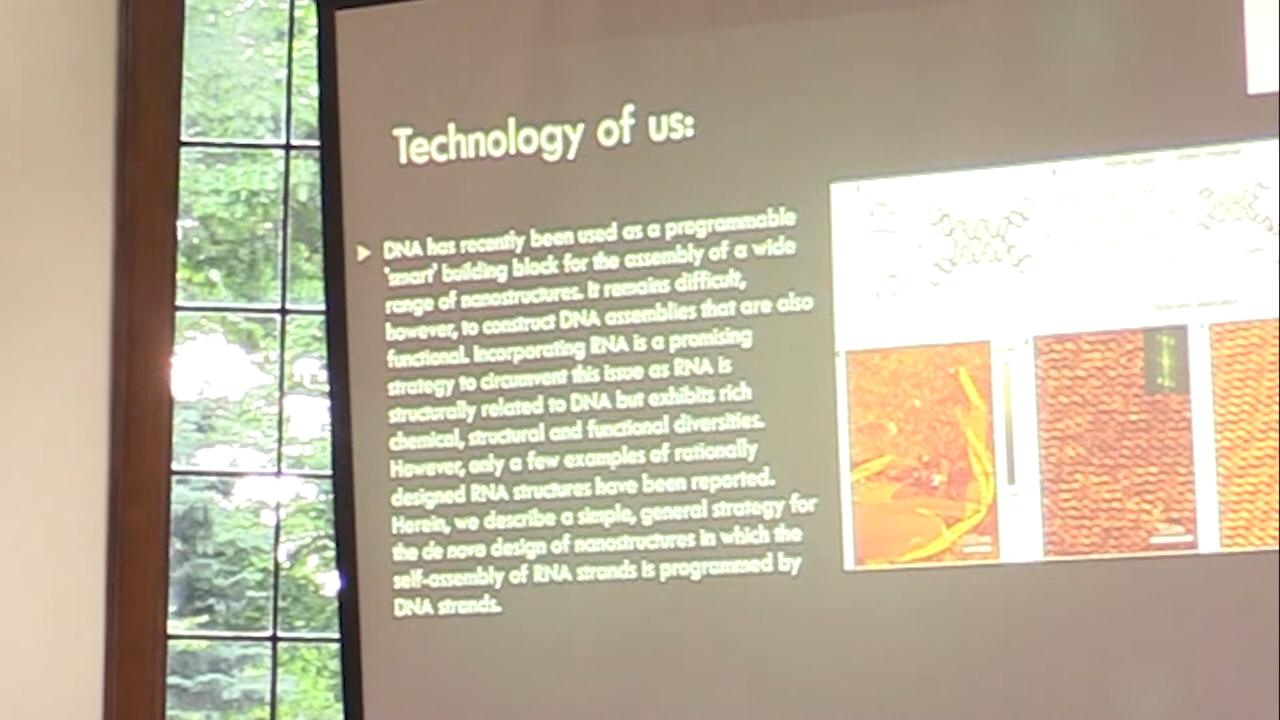 Technology of us:
DNA has recently been used as a programmable
'smart' building block for the assembly of a wide
range of nanostructures. It remains difficult,
however, to construct DNA assemblies that are also
functional. Incorporating RNA is a promising
strategy to circumvent this issue as RNA is
structurally related to DNA but exhibits rich
chemical, structural and functional diversities.
However, only a few examples of rationally
designed RNA structures have been reported.
Herein, we describe a simple, general strategy for
the de novo design of nanostructures in which the
self-assembly of RNA strands is programmed by
DNA strands.